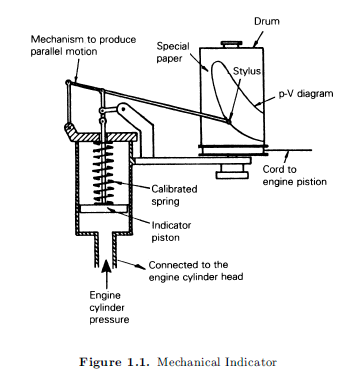 Drum
Mechanism to produce
parallel motion
Special
paper
Stylus
p-V diagram
Cord to
engine pistion
Calibrated
spring
Indicator
piston
Connected to the
engine cylinder head
Engine
cylinder
pressure
Figure 1.1. Mechanical Indicator